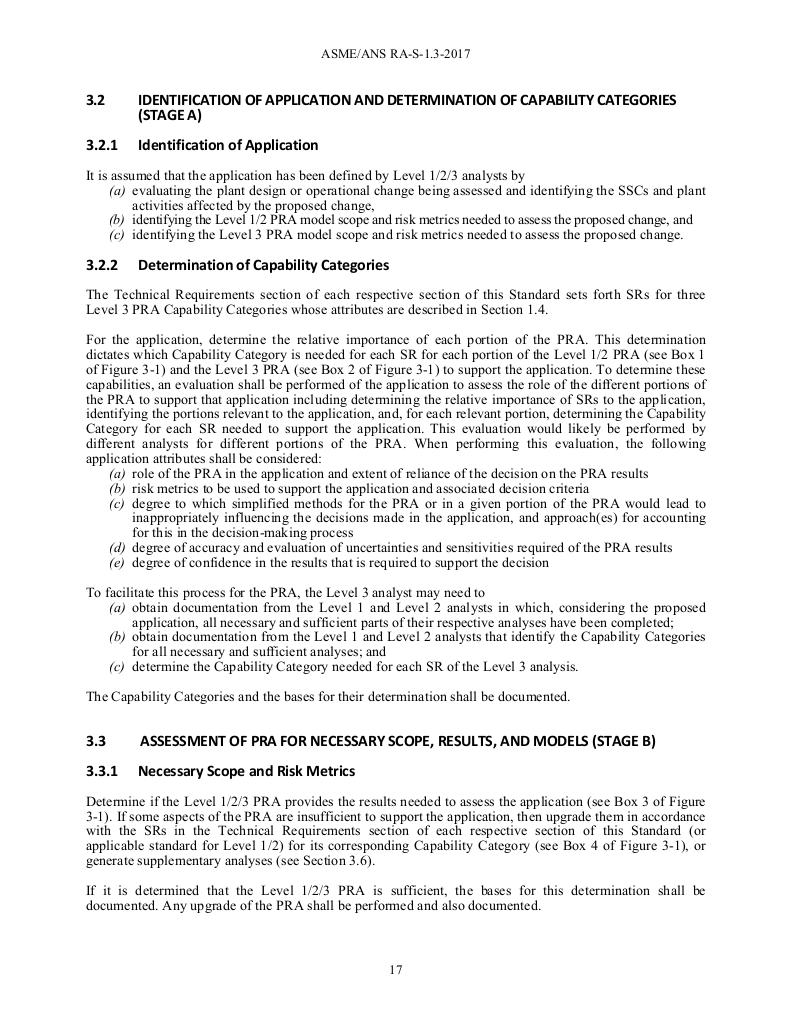 ASME/ANS RA-S-1.3-2017
3.2 IDENTIFICATION OF APPLICATION AND DETERMINATION OF CAPABILITY CATEGORIES
(STAGE A)
3.2.1 Identification of Application
It is assumed that the application has been defined by Level 1/2/3 analysts by
(a) evaluating the plant design or operational change being assessed and identifying the SSCs and plant
activities affected by the proposed change,
(b) identifying the Level 1/2 PRA model scope and risk metrics needed to assess the proposed change, and
(c) identifying the Level 3 PRA model scope and risk metrics needed to assess the proposed change.
3.2.2 Determination of Capability Categories
The Technical Requirements section of each respective section of this Standard sets forth SRs for three
Level 3 PRA Capability Categories whose attributes are described in Section 1.4.
For the application, determine the relative importance of each portion of the PRA. This determination
dictates which Capability Category is needed for each SR for each portion of the Level 1/2 PRA (see Box 1
of Figure 3-1) and the Level 3 PRA (see Box 2 of Figure 3-1) to support the application. To determine these
capabilities, an evaluation shall be performed of the application to assess the role of the different portions of
the PRA to support that application including determining the relative importance of SRs to the application,
identifying the portions relevant to the application, and, for each relevant portion, determining the Capability
Category for each SR needed to support the application. This evaluation would likely be performed by
different analysts for different portions of the PRA. When performing this evaluation, the following
application attributes shall be considered:
(a) role of the PRA in the application and extent of reliance of the decision on the PRA results
(b) risk metrics to be used to support the application and associated decision criteria
(c) degree to which simplified methods for the PRA or in a given portion of the PRA would lead to
inappropriately influencing the decisions made in the application, and approach(es) for accounting
for this in the decision-making process
(d) degree of accuracy and evaluation of uncertainties and sensitivities required of the PRA results
(e) degree of confidence in the results that is required to support the decision
To facilitate this process for the PRA, the Level 3 analyst may need to
(a) obtain documentation from the Level 1 and Level 2 analysts in which, considering the proposed
application, all necessary and sufficient parts of their respective analyses have been completed;
(b) obtain documentation from the Level 1 and Level 2 analysts that identify the Capability Categories
for all necessary and sufficient analyses; and
(c) determine the Capability Category needed for each SR of the Level 3 analysis.
The Capability Categories and the bases for their determination shall be documented.
3.3 ASSESSMENT OF PRA FOR NECESSARY SCOPE, RESULTS, AND MODELS (STAGE B)
3.3.1 Necessary Scope and Risk Metrics
Determine if the Level 1/2/3 PRA provides the results needed to assess the application (see Box 3 of Figure
3-1). If some aspects of the PRA are insufficient to support the application, then upgrade them in accordance
with the SRs in the Technical Requirements section of each respective section of this Standard (or
applicable standard for Level 1/2) for its corresponding Capability Category (see Box 4 of Figure 3-1), or
generate supplementary analyses (see Section 3.6).
If it is determined that the Level 1/2/3 PRA is sufficient, the bases for this determination shall be
documented. Any upgrade of the PRA shall be performed and also documented.
17